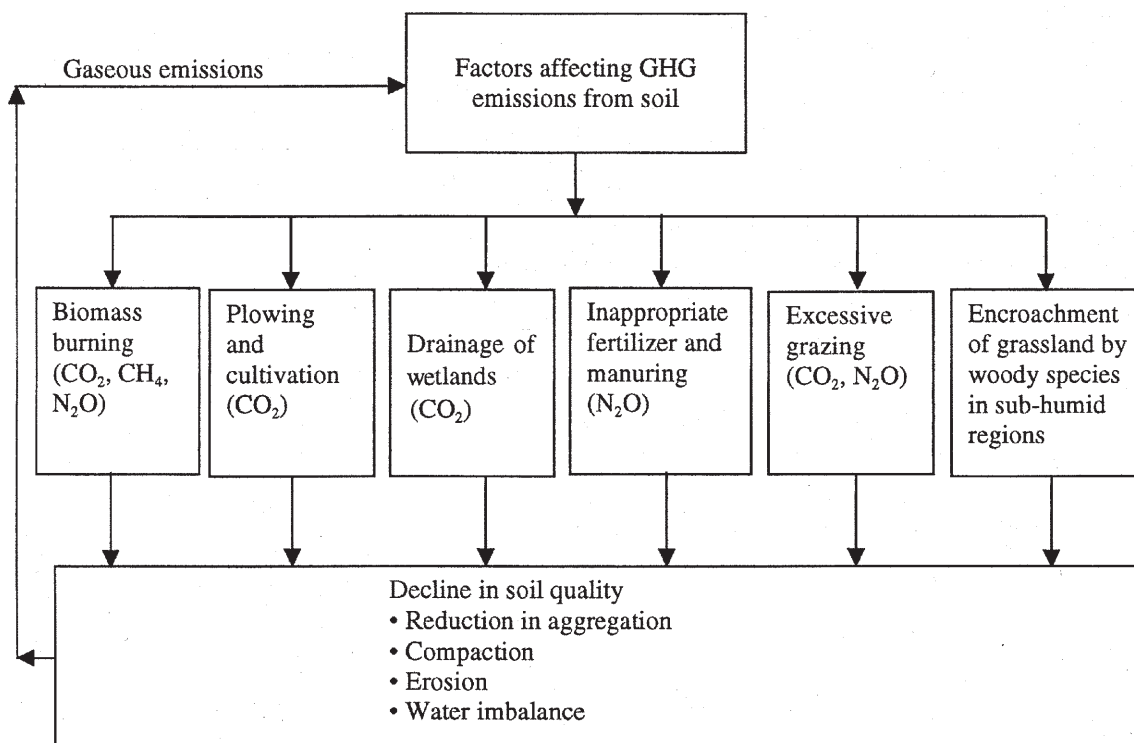 Gaseous emissions
Factors affecting GHG
emissions from soil
Biomass
burning
(CO₂, CH₄,
N₂O)
Plowing
and
cultivation
(CO₂)
Drainage of
wetlands
(CO₂)
Inappropriate
fertilizer and
manuring
(N₂O)
Excessive
grazing
(CO₂, N₂O)
Encroachment
of grassland by
woody species
in sub-humid
regions
Decline in soil quality
• Reduction in aggregation
• Compaction
• Erosion
• Water imbalance